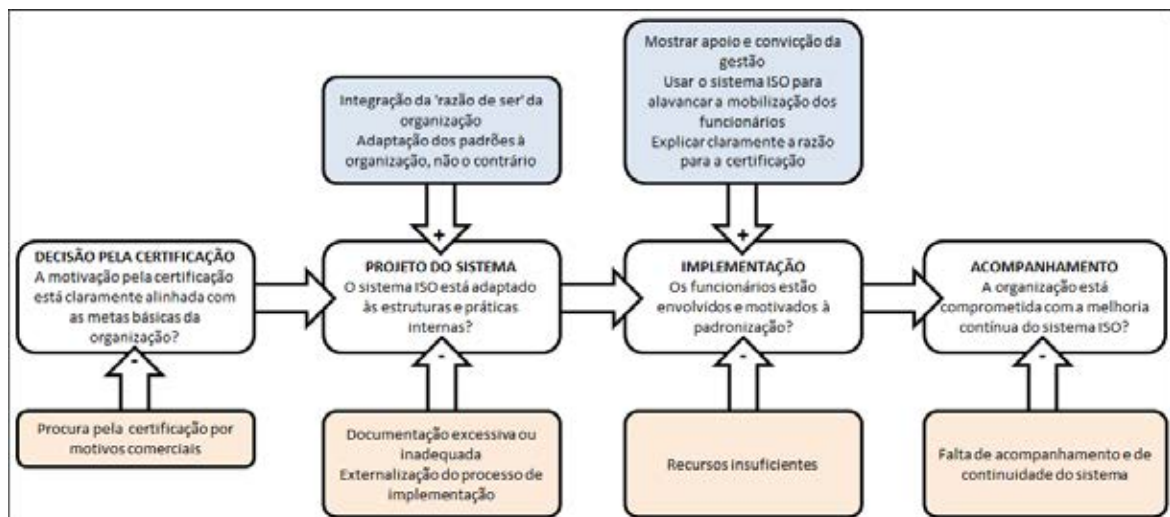 Mostrar apoio e convicção da
gestão
Usar o sistema ISO para
alavancar a mobilização dos
funcionários
Explicar claramente a razão
para a certificação
Integração da 'razão de ser' da
organização
Adaptação dos padrões à
organização, não o contrário
+
+
DECISÃO PELA CERTIFICAÇÃO
A motivação pela certificação
está claramente alinhada com
as metas básicas da
organização?
PROJETO DO SISTEMA
O sistema ISO está adaptado
às estruturas e práticas
internas?
IMPLEMENTAÇÃO
Os funcionários estão
envolvidos e motivados à
padronização?
ACOMPANHAMENTO
A organização está
comprometida com a melhoria
contínua do sistema ISO?
-
-
-
-
Procura pela certificação por
motivos comerciais
Documentação excessiva ou
inadequada
Externalização do processo de
implementação
Recursos insuficientes
Falta de acompanhamento e de
continuidade do sistema